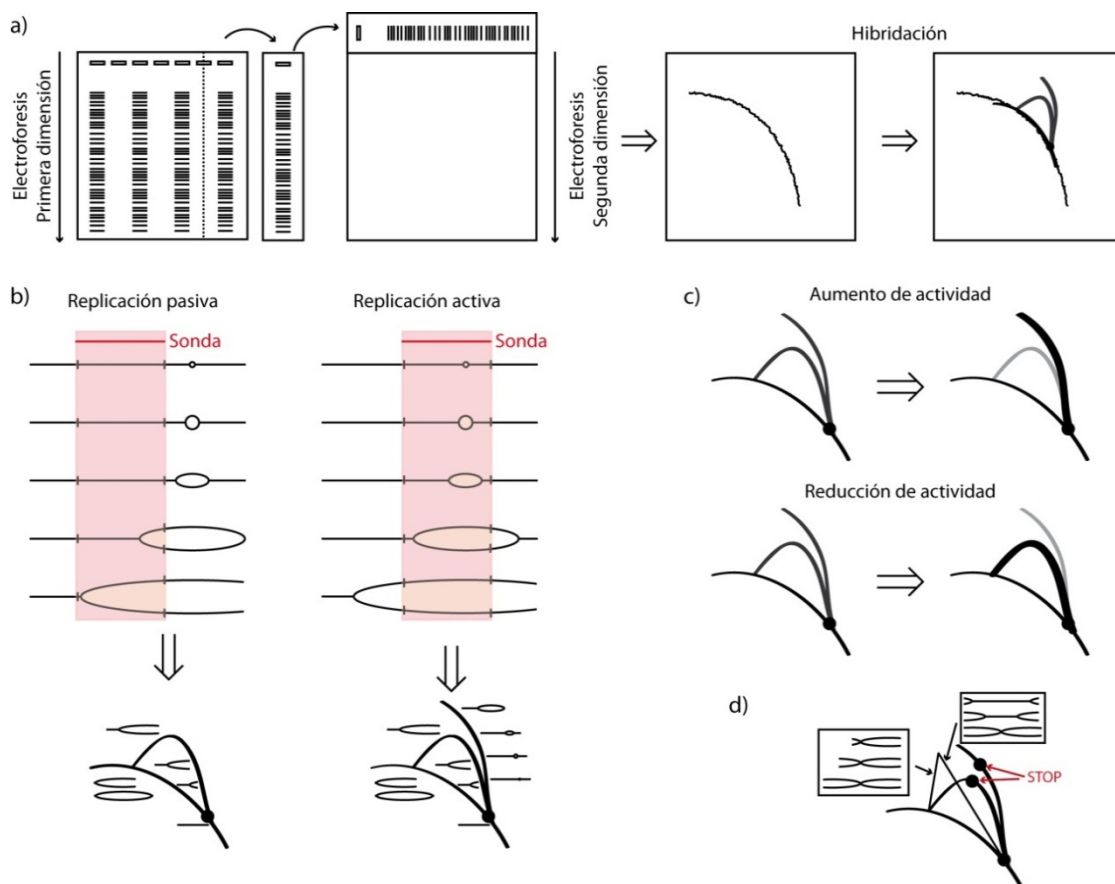 a)
Electroforesis
Primera dimensión
Electroforesis
Segunda dimensión
Hibridación
b)
Replicación pasiva
Replicación activa
Sonda
Sonda
c)
Aumento de actividad
Reducción de actividad
d)
STOP